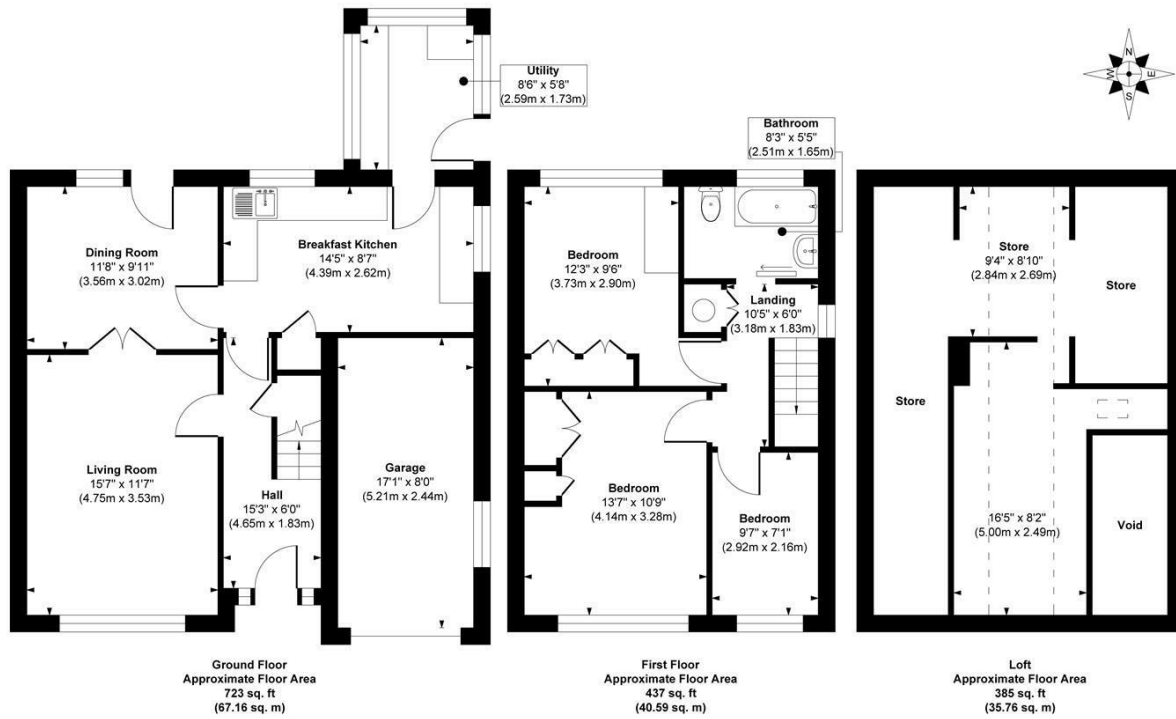 Utility
8'6" x 5'8"
(2.59m x 1.73m)
N
W
E
S
Bathroom
8'3" x 5'5"
(2.51m x 1.65m)
Dining Room
11'8" x 9'11"
(3.56m x 3.02m)
Breakfast Kitchen
14'5" x 8'7"
(4.39m x 2.62m)
Living Room
15'7" x 11'7"
(4.75m x 3.53m)
Hall
15'3" x 6'0"
(4.65m x 1.83m)
Garage
17'1" x 8'0"
(5.21m x 2.44m)
Bedroom
12'3" x 9'6"
(3.73m x 2.90m)
Landing
10'5" x 6'0"
(3.18m x 1.83m)
Bedroom
13'7" x 10'9"
(4.14m x 3.28m)
Bedroom
9'7" x 7'1"
(2.92m x 2.16m)
Store
9'4" x 8'10"
(2.84m x 2.69m)
Store
Store
16'5" x 8'2"
(5.00m x 2.49m)
Void
Ground Floor
Approximate Floor Area
723 sq. ft
(67.16 sq. m)
First Floor
Approximate Floor Area
437 sq. ft
(40.59 sq. m)
Loft
Approximate Floor Area
385 sq. ft
(35.76 sq. m)